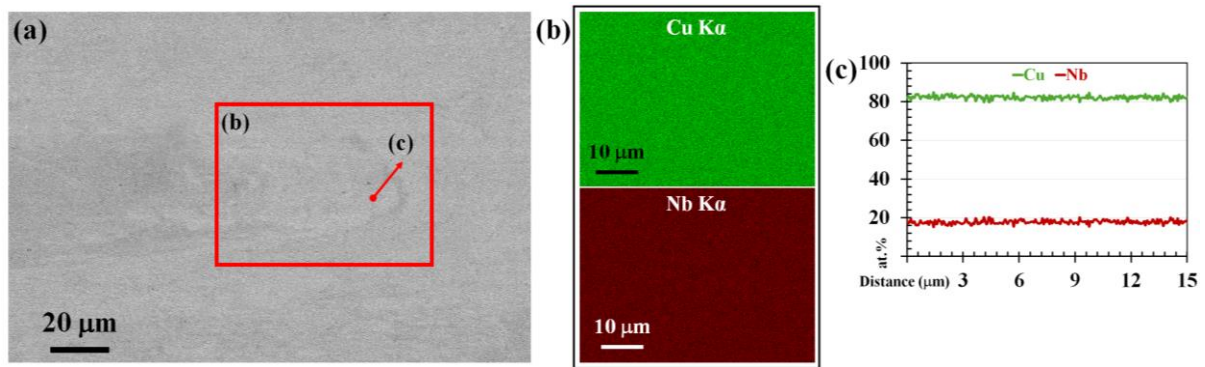 (a)
(b)
(c)
20 μm
(b)
Cu Kα
10 μm
Nb Kα
10 μm
(c)
Cu Nb
100
80
60
40
20
at.%
Distance (μm) 3 6 9 12 15